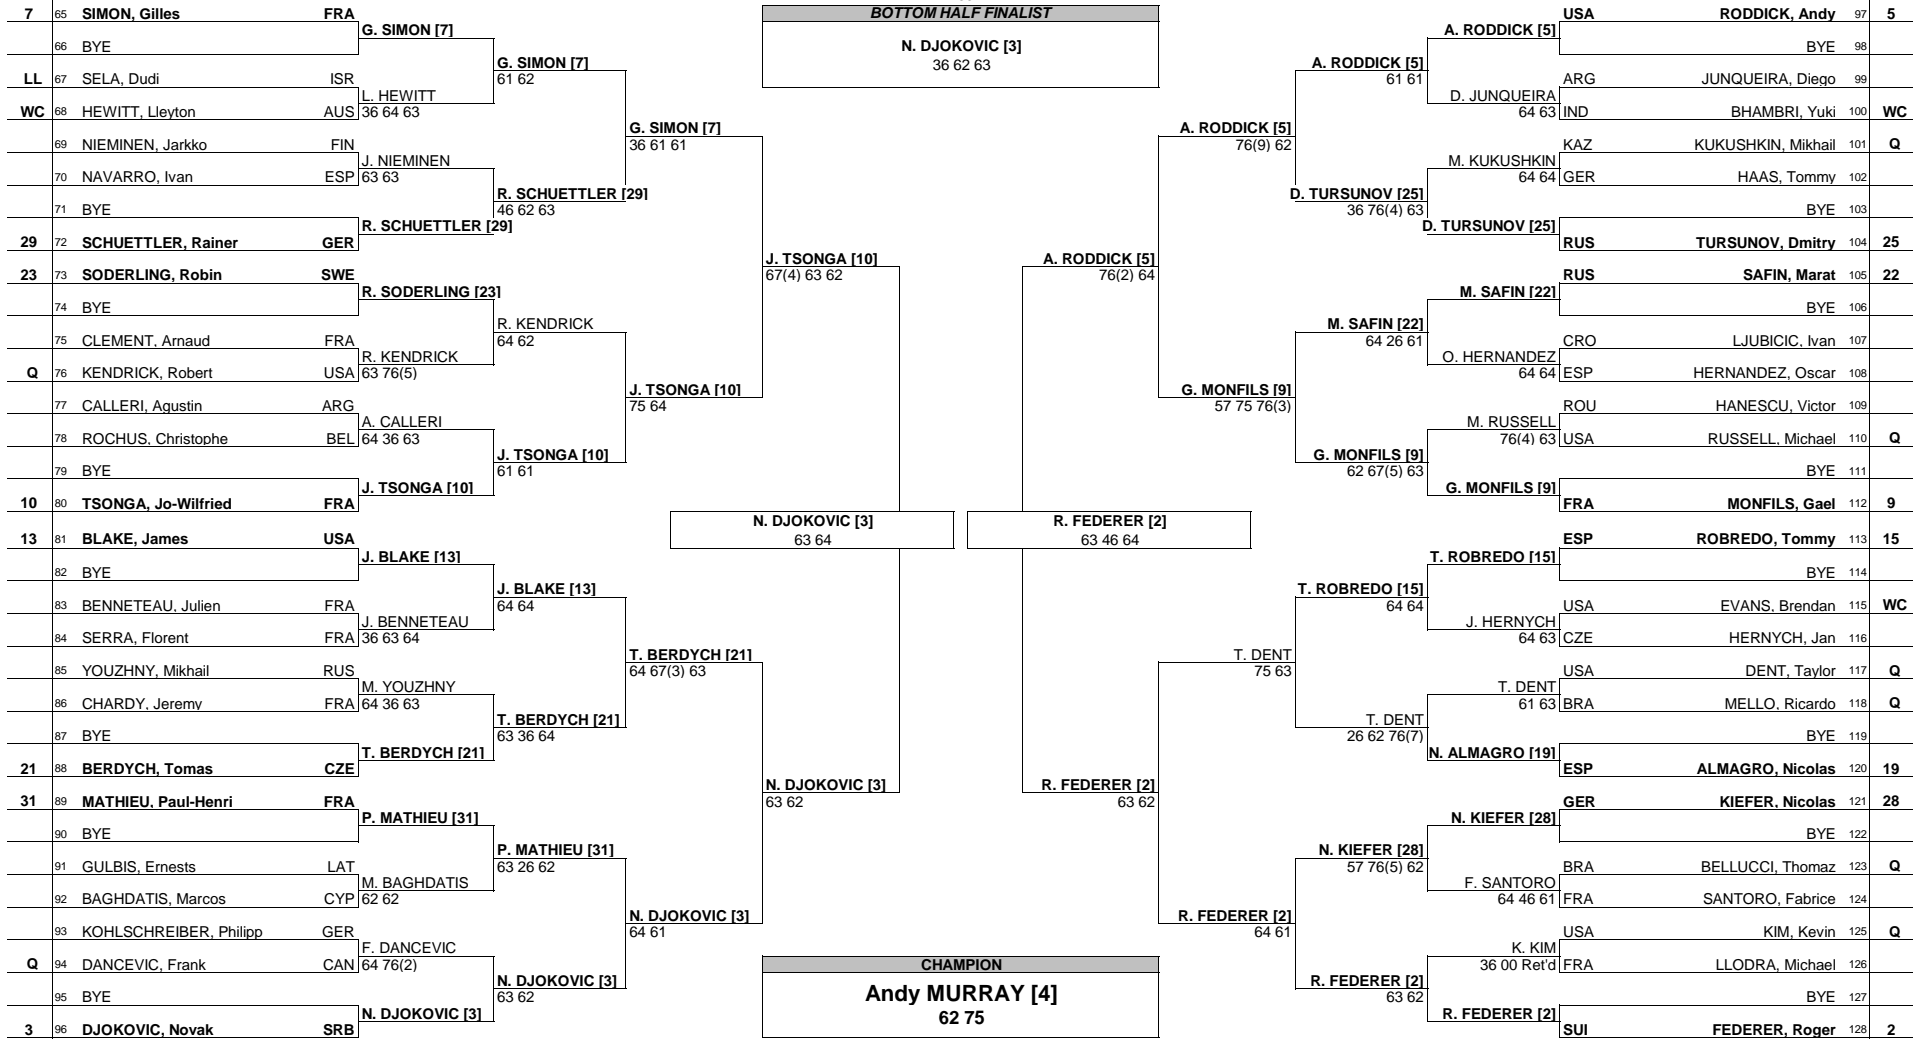 7 65 SIMON, Gilles FRA
66 BYE
LL 67 SELA, Dudi ISR
WC 68 HEWITT, Lleyton AUS
69 NIEMINEN, Jarkko FIN
70 NAVARRO, Ivan ESP
71 BYE
29 72 SCHUETTLER, Rainer GER
23 73 SODERLING, Robin SWE
74 BYE
75 CLEMENT, Arnaud FRA
Q 76 KENDRICK, Robert USA
77 CALLERI, Agustin ARG
78 ROCHUS, Christophe BEL
79 BYE
10 80 TSONGA, Jo-Wilfried FRA
13 81 BLAKE, James USA
82 BYE
83 BENNETEAU, Julien FRA
84 SERRA, Florent FRA
85 YOUZHNY, Mikhail RUS
86 CHARDY, Jeremy FRA
87 BYE
21 88 BERDYCH, Tomas CZE
31 89 MATHIEU, Paul-Henri FRA
90 BYE
91 GULBIS, Ernests LAT
92 BAGHDATIS, Marcos CYP
93 KOHLSCHREIBER, Philipp GER
Q 94 DANCEVIC, Frank CAN
95 BYE
3 96 DJOKOVIC, Novak SRB
G. SIMON [7]
L. HEWITT
36 64 63
J. NIEMINEN
63 63
R. SCHUETTLER [29]
R. SODERLING [23]
R. KENDRICK
63 76(5)
A. CALLERI
64 36 63
J. TSONGA [10]
J. BLAKE [13]
J. BENNETEAU
36 63 64
M. YOUZHNY
64 36 63
T. BERDYCH [21]
P. MATHIEU [31]
M. BAGHDATIS
62 62
F. DANCEVIC
64 76(2)
N. DJOKOVIC [3]
G. SIMON [7]
61 62
R. SCHUETTLER [29]
46 62 63
R. KENDRICK
64 62
J. TSONGA [10]
61 61
J. BLAKE [13]
64 64
T. BERDYCH [21]
63 36 64
P. MATHIEU [31]
63 26 62
N. DJOKOVIC [3]
63 62
G. SIMON [7]
36 61 61
J. TSONGA [10]
75 64
T. BERDYCH [21]
64 67(3) 63
N. DJOKOVIC [3]
64 61
J. TSONGA [10]
67(4) 63 62
N. DJOKOVIC [3]
63 62
N. DJOKOVIC [3]
63 64
BOTTOM HALF FINALIST
N. DJOKOVIC [3]
36 62 63
CHAMPION
Andy MURRAY [4]
62 75
R. FEDERER [2]
63 46 64
A. RODDICK [5]
76(2) 64
R. FEDERER [2]
63 62
A. RODDICK [5]
76(9) 62
G. MONFILS [9]
57 75 76(3)
T. DENT
75 63
R. FEDERER [2]
64 61
A. RODDICK [5]
61 61
D. TURSUNOV [25]
36 76(4) 63
M. SAFIN [22]
64 26 61
G. MONFILS [9]
62 67(5) 63
T. ROBREDO [15]
64 64
T. DENT
26 62 76(7)
N. KIEFER [28]
57 76(5) 62
R. FEDERER [2]
63 62
A. RODDICK [5]
D. JUNQUEIRA
64 63
M. KUKUSHKIN
64 64
D. TURSUNOV [25]
M. SAFIN [22]
O. HERNANDEZ
64 64
M. RUSSELL
76(4) 63
G. MONFILS [9]
T. ROBREDO [15]
J. HERNYCH
64 63
T. DENT
61 63
N. ALMAGRO [19]
N. KIEFER [28]
F. SANTORO
64 46 61
K. KIM
36 00 Ret'd
R. FEDERER [2]
USA RODDICK, Andy 97 5
BYE 98
ARG JUNQUEIRA, Diego 99
IND BHAMBRI, Yuki 100 WC
KAZ KUKUSHKIN, Mikhail 101 Q
GER HAAS, Tommy 102
BYE 103
RUS TURSUNOV, Dmitry 104 25
RUS SAFIN, Marat 105 22
BYE 106
CRO LJUBICIC, Ivan 107
ESP HERNANDEZ, Oscar 108
ROU HANESCU, Victor 109
USA RUSSELL, Michael 110 Q
BYE 111
FRA MONFILS, Gael 112 9
ESP ROBREDO, Tommy 113 15
BYE 114
USA EVANS, Brendan 115 WC
CZE HERNYCH, Jan 116
USA DENT, Taylor 117 Q
BRA MELLO, Ricardo 118 Q
BYE 119
ESP ALMAGRO, Nicolas 120 19
GER KIEFER, Nicolas 121 28
BYE 122
BRA BELLUCCI, Thomaz 123 Q
FRA SANTORO, Fabrice 124
USA KIM, Kevin 125 Q
FRA LLODRA, Michael 126
BYE 127
SUI FEDERER, Roger 128 2